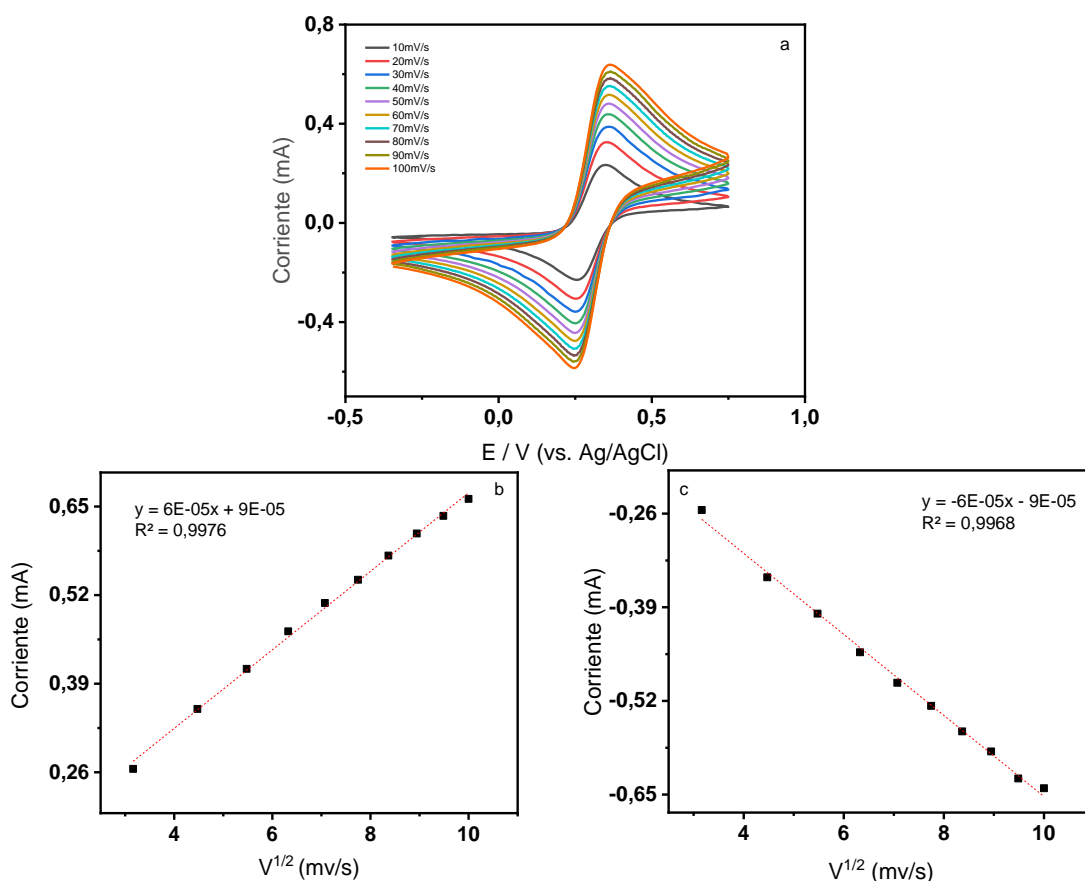 a
0,8
0,4
0,0
-0,4
Corriente (mA)
10mV/s
20mV/s
30mV/s
40mV/s
50mV/s
60mV/s
70mV/s
80mV/s
90mV/s
100mV/s
-0,5 0,0 0,5 1,0
E / V (vs. Ag/AgCl)
b
y = 6E-05x + 9E-05
R² = 0,9976
0,65
0,52
0,39
0,26
Corriente (mA)
4 6 8 10
V^1/2 (mv/s)
c
y = -6E-05x - 9E-05
R² = 0,9968
-0,26
-0,39
-0,52
-0,65
Corriente (mA)
4 6 8 10
V^1/2 (mv/s)